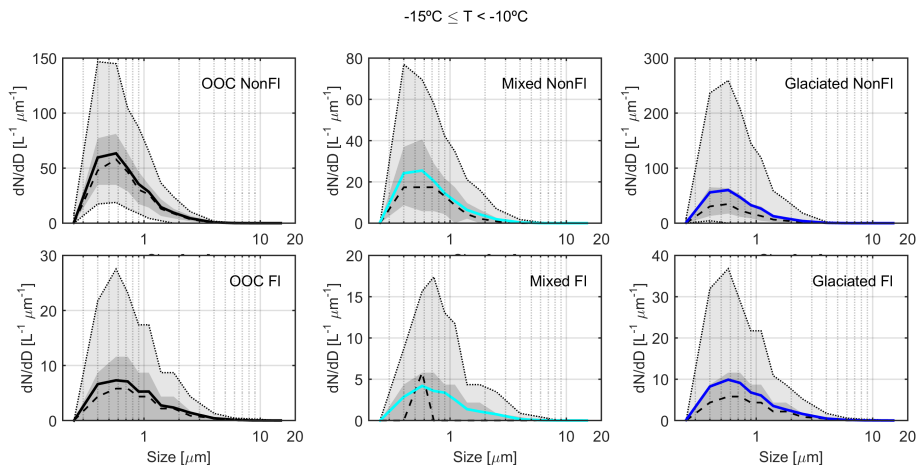 -15ºC ≤ T < -10ºC
150
100
50
0
dN/dD [L⁻¹ μm⁻¹]
OOC NonFl
1
10
20
80
60
40
20
0
dN/dD [L⁻¹ μm⁻¹]
Mixed NonFl
1
10
20
300
200
100
0
dN/dD [L⁻¹ μm⁻¹]
Glaciated NonFl
1
10
20
30
20
10
0
dN/dD [L⁻¹ μm⁻¹]
OOC Fl
1
10
20
Size [μm]
20
15
10
5
0
dN/dD [L⁻¹ μm⁻¹]
Mixed Fl
1
10
20
Size [μm]
40
30
20
10
0
dN/dD [L⁻¹ μm⁻¹]
Glaciated Fl
1
10
20
Size [μm]